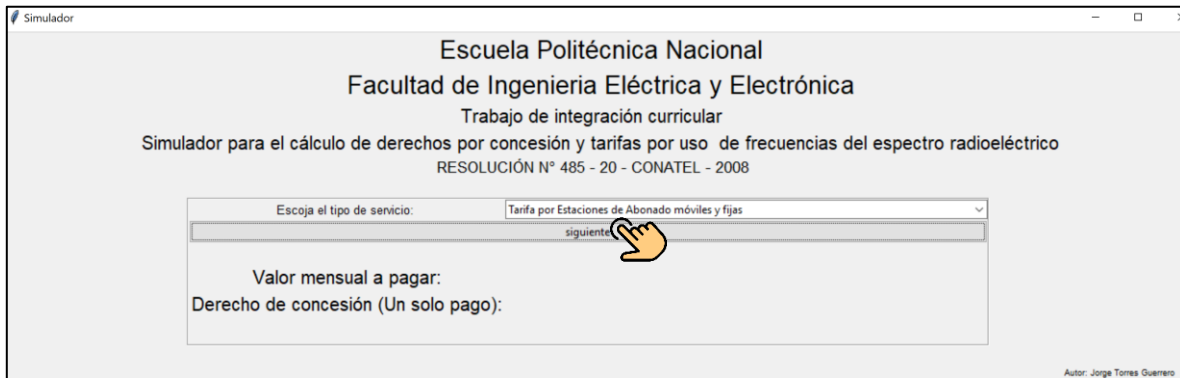 Simulador
Escuela Politécnica Nacional
Facultad de Ingenieria Eléctrica y Electrónica
Trabajo de integración curricular
Simulador para el cálculo de derechos por concesión y tarifas por uso de frecuencias del espectro radioeléctrico
RESOLUCIÓN N° 485 - 20 - CONATEL - 2008
Escoja el tipo de servicio: Tarifa por Estaciones de Abonado móviles y fijas
siguiente
Valor mensual a pagar:
Derecho de concesión (Un solo pago):
Autor: Jorge Torres Guerrero